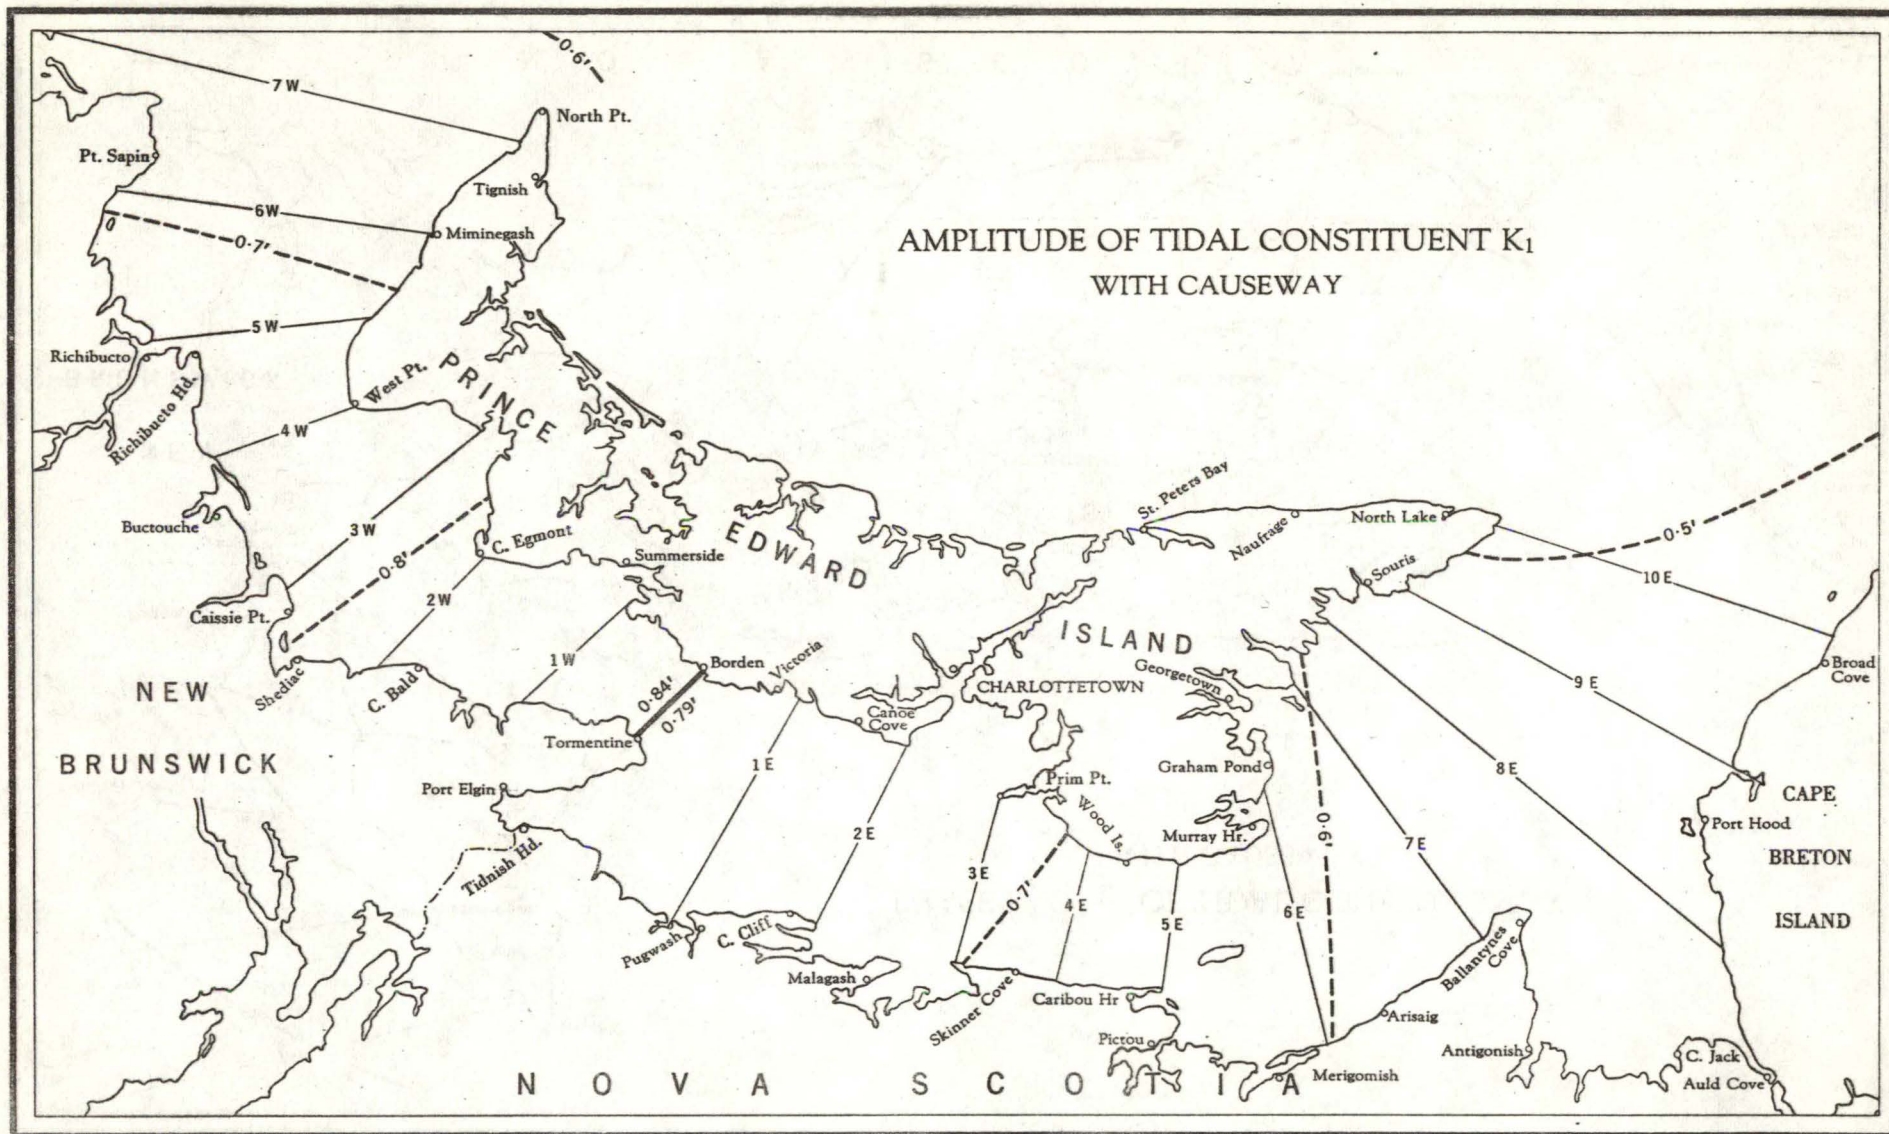 0·6'
7 W
North Pt.
Pt. Sapin
Tignish
6W
Miminegash
0·7'
AMPLITUDE OF TIDAL CONSTITUENT K1
WITH CAUSEWAY
5 W
Richibucto
West Pt.
PRINCE
Richibucto Hd.
4 W
St. Peters Bay
North Lake
Naufrage
0·5'
Buctouche
3 W
C. Egmont
EDWARD
Summerside
Souris
10 E
0·8'
2W
Caissie Pt.
ISLAND
1 W
Borden
Victoria
Broad
Cove
Georgetown
CHARLOTTETOWN
9 E
NEW
Shediac
C. Bald
0·84'
0·79'
Canoe
Cove
Tormentine
BRUNSWICK
1 E
Prim Pt.
Graham Pond
8 E
Port Elgin
CAPE
Wood Is.
2 E
Murray Hr.
0·6'
7 E
Port Hood
BRETON
Tidnish Hd.
3E
0·7'
4 E
6E
5 E
ISLAND
Pugwash
C. Cliff
Ballantynes
Cove
Malagash
Skinner Cove
Caribou Hr
Arisaig
Pictou
Antigonish
C. Jack
Auld Cove
Merigomish
NOVA SCOTIA